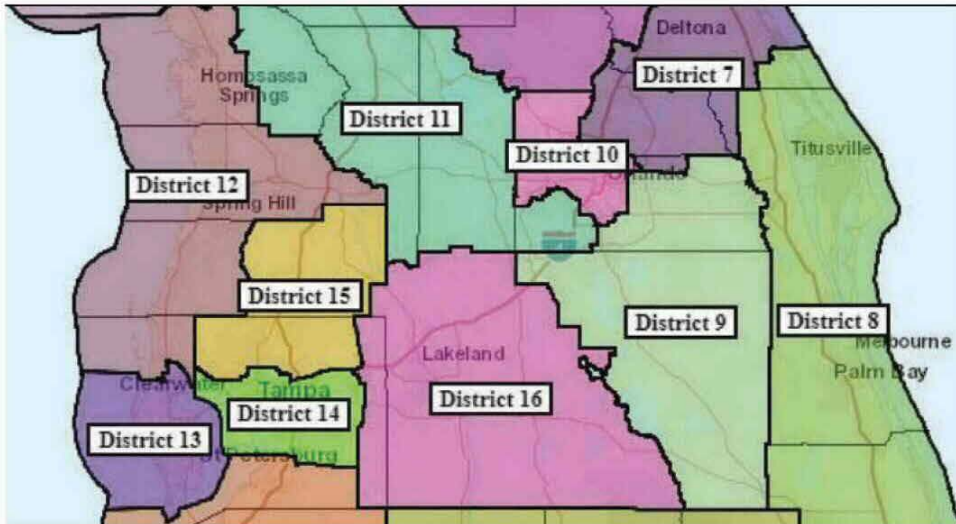 Deltona
District 7
Homosassa
Springs
District 11
District 10
Titusville
Orlando
District 12
Spring Hill
District 15
District 9
District 8
Melbourne
Lakeland
Palm Bay
Clearwater
Tampa
District 16
District 14
District 13
St Petersburg